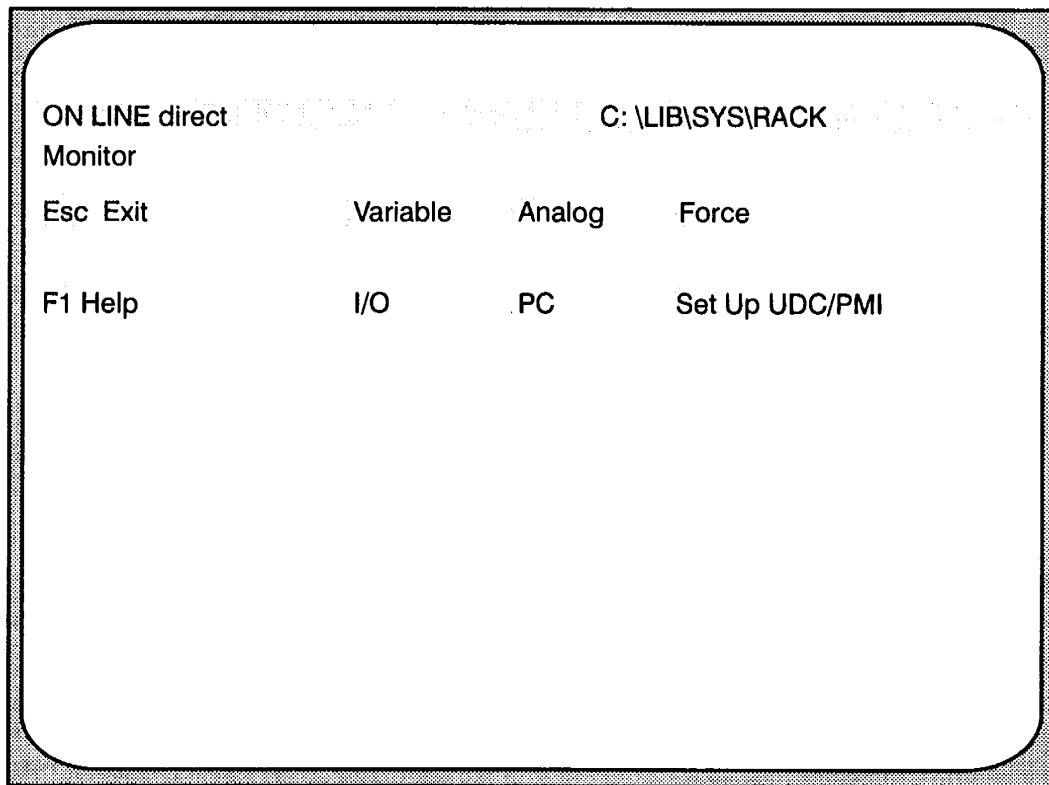 ON LINE direct C: \LIB\SYS\RACK
Monitor
Esc Exit Variable Analog Force
F1 Help I/O PC Set Up UDC/PMI